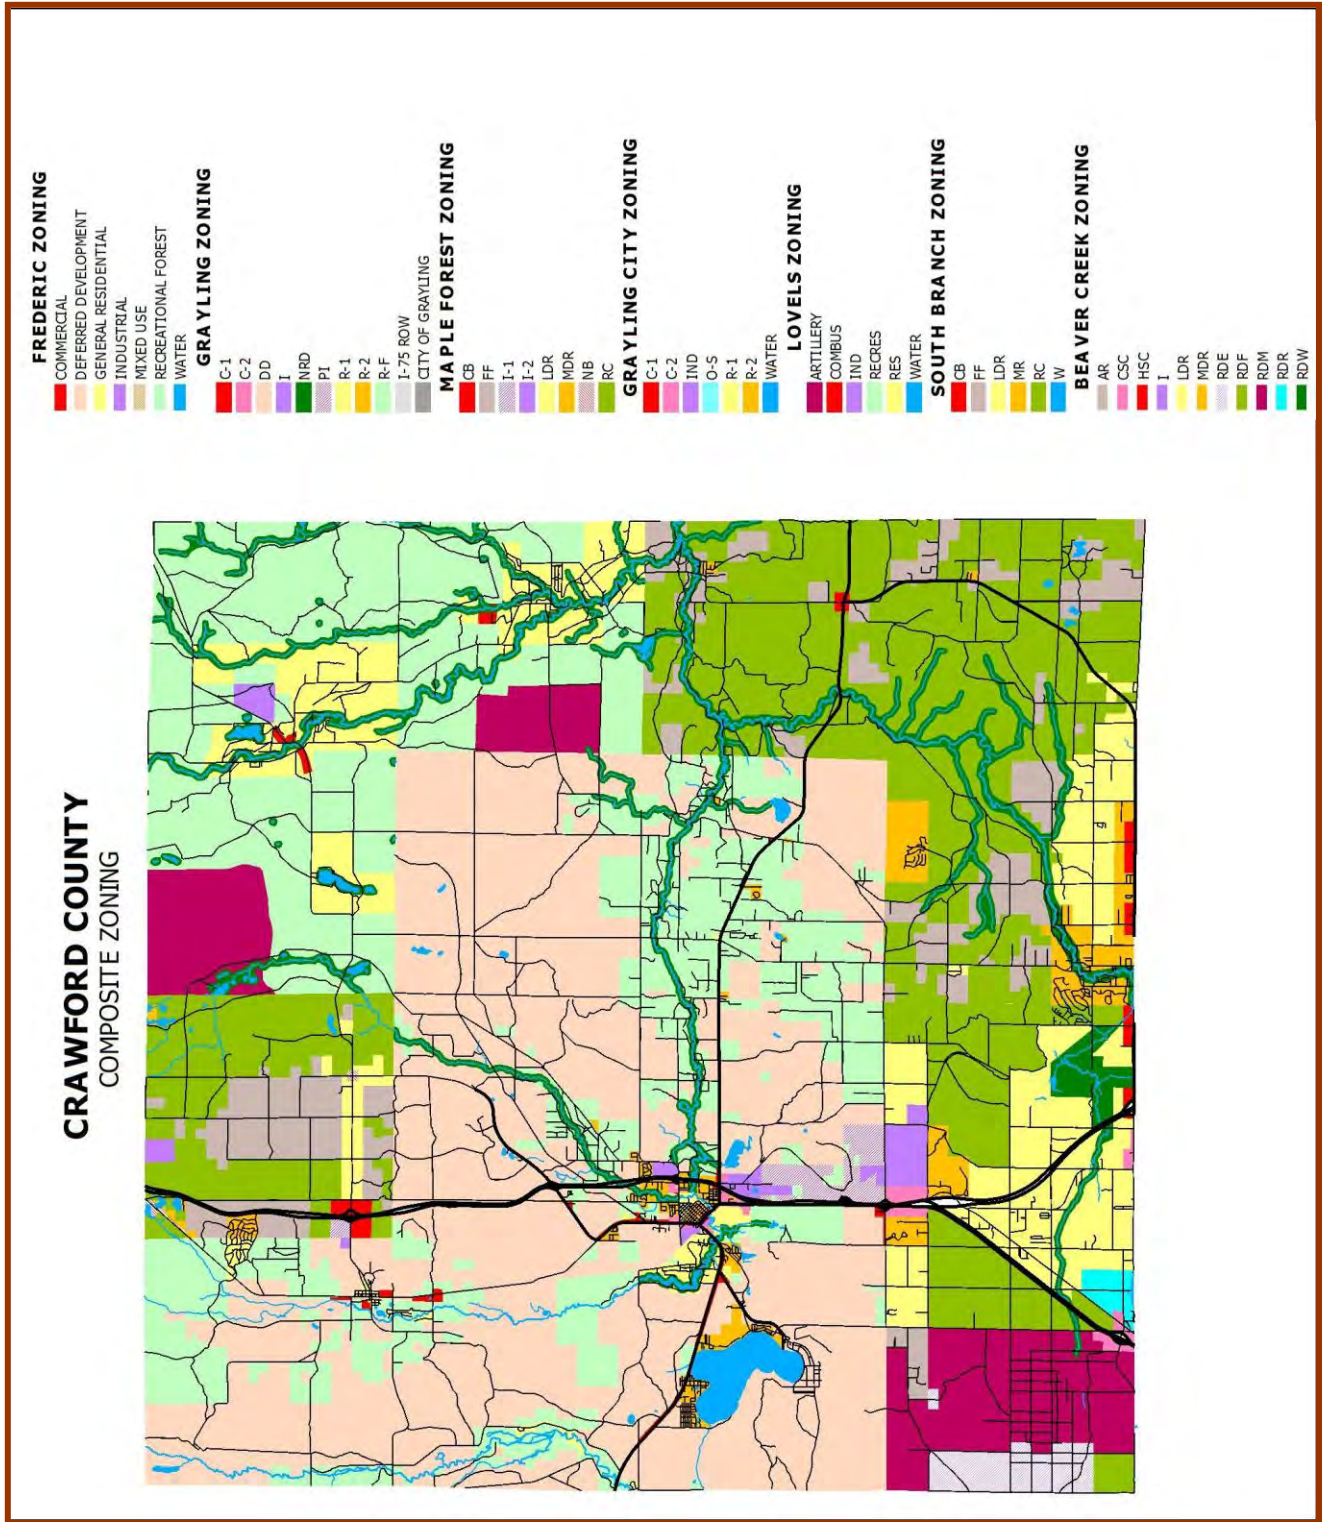 CRAWFORD COUNTY
COMPOSITE ZONING
FREDERIC ZONING
COMMERCIAL
DEFERRED DEVELOPMENT
GENERAL RESIDENTIAL
INDUSTRIAL
MIXED USE
RECREATIONAL FOREST
WATER
GRAYLING ZONING
C-1
C-2
DD
I
NRD
PI
R-1
R-2
R-F
I-75 ROW
CITY OF GRAYLING
MAPLE FOREST ZONING
CB
FF
I-1
I-2
LDR
MDR
NB
RC
GRAYLING CITY ZONING
C-1
C-2
IND
O-S
R-1
R-2
WATER
LOVELS ZONING
ARTILLERY
COMBUS
IND
RECRES
RES
WATER
SOUTH BRANCH ZONING
CB
FF
LDR
MR
RC
W
BEAVER CREEK ZONING
AR
CSC
HSC
I
LDR
MDR
RDE
RDF
RDM
RDR
RDW